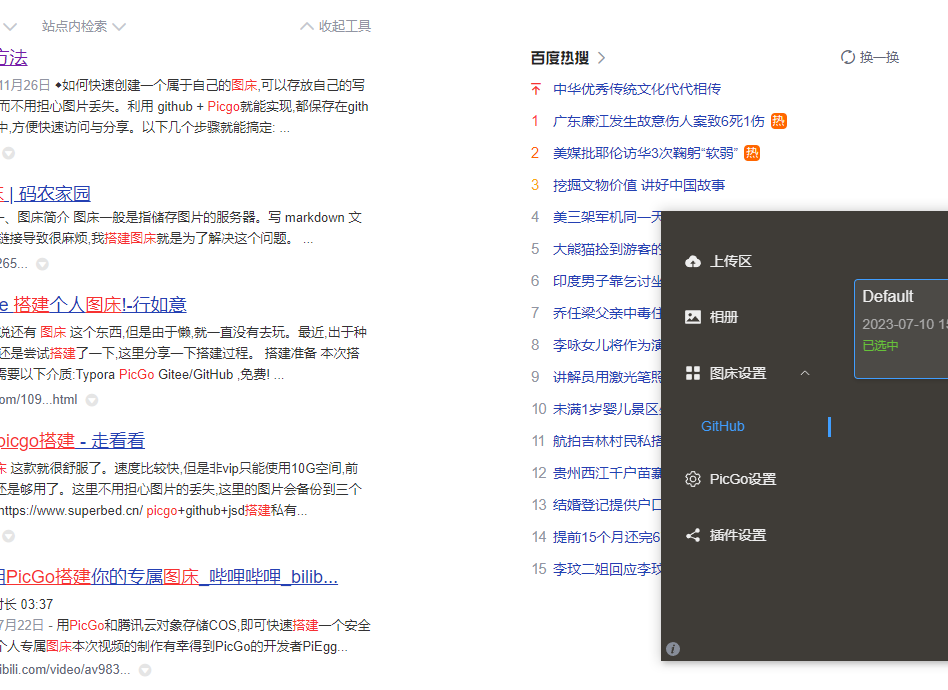 站点内检索
收起工具
方法
11月26日 ◆如何快速创建一个属于自己的图床,可以存放自己的写
而不用担心图片丢失。利用 github + Picgo就能实现,都保存在gith
中,方便快速访问与分享。以下几个步骤就能搞定: ...
| 码农家园
、图床简介 图床一般是指储存图片的服务器。写 markdown 文
链接导致很麻烦,我搭建图床就是为了解决这个问题。 ...
265...
e 搭建个人图床!-行如意
说还有 图床 这个东西,但是由于懒,就一直没有去玩。最近,出于种
还是尝试搭建了一下,这里分享一下搭建过程。 搭建准备 本次搭
需要以下介质:Typora PicGo Gitee/GitHub ,免费! ...
om/109...html
picgo搭建 - 走看看
床 这款就很舒服了。速度比较快,但是非vip只能使用10G空间,前
还是够用了。这里不用担心图片的丢失,这里的图片会备份到三个
https://www.superbed.cn/ picgo+github+jsd搭建私有...
用PicGo搭建你的专属图床_哔哩哔哩_bilib...
时长 03:37
7月22日 - 用PicGo和腾讯云对象存储COS,即可快速搭建一个安全
个人专属图床本次视频的制作有幸得到PicGo的开发者PiEgg...
ibili.com/video/av983...
百度热搜
换一换
中华优秀传统文化代代相传
1 广东廉江发生故意伤人案致6死1伤 热
2 美媒批耶伦访华3次鞠躬“软弱” 热
3 挖掘文物价值 讲好中国故事
4 美三架军机同一天
5 大熊猫捡到游客的
6 印度男子靠乞讨坐
7 乔任梁父亲中毒住
8 李咏女儿将作为演
9 讲解员用激光笔照
10 未满1岁婴儿景区
11 航拍吉林村民私搭
12 贵州西江千户苗寨
13 结婚登记提供户口
14 提前15个月还完6
15 李玟二姐回应李玟
上传区
相册
图床设置
GitHub
PicGo设置
插件设置
Default
2023-07-10 15
已选中